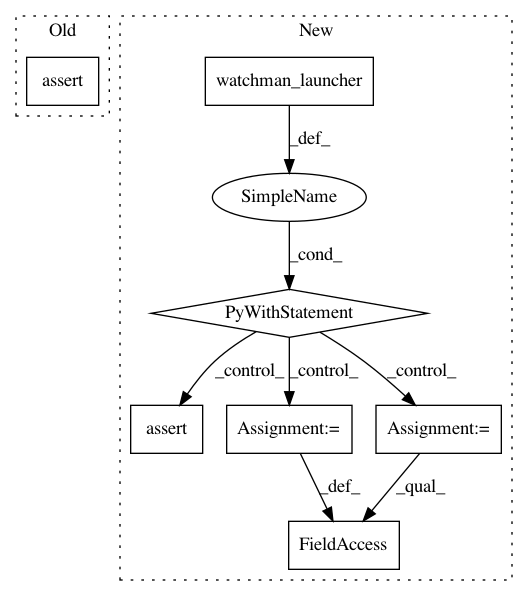 Old
New
assert
watchman_launcher
_def_
SimpleName
_cond_
PyWithStatement
_control_
_control_
_control_
assert
Assignment:=
Assignment:=
_def_
_qual_
FieldAccess